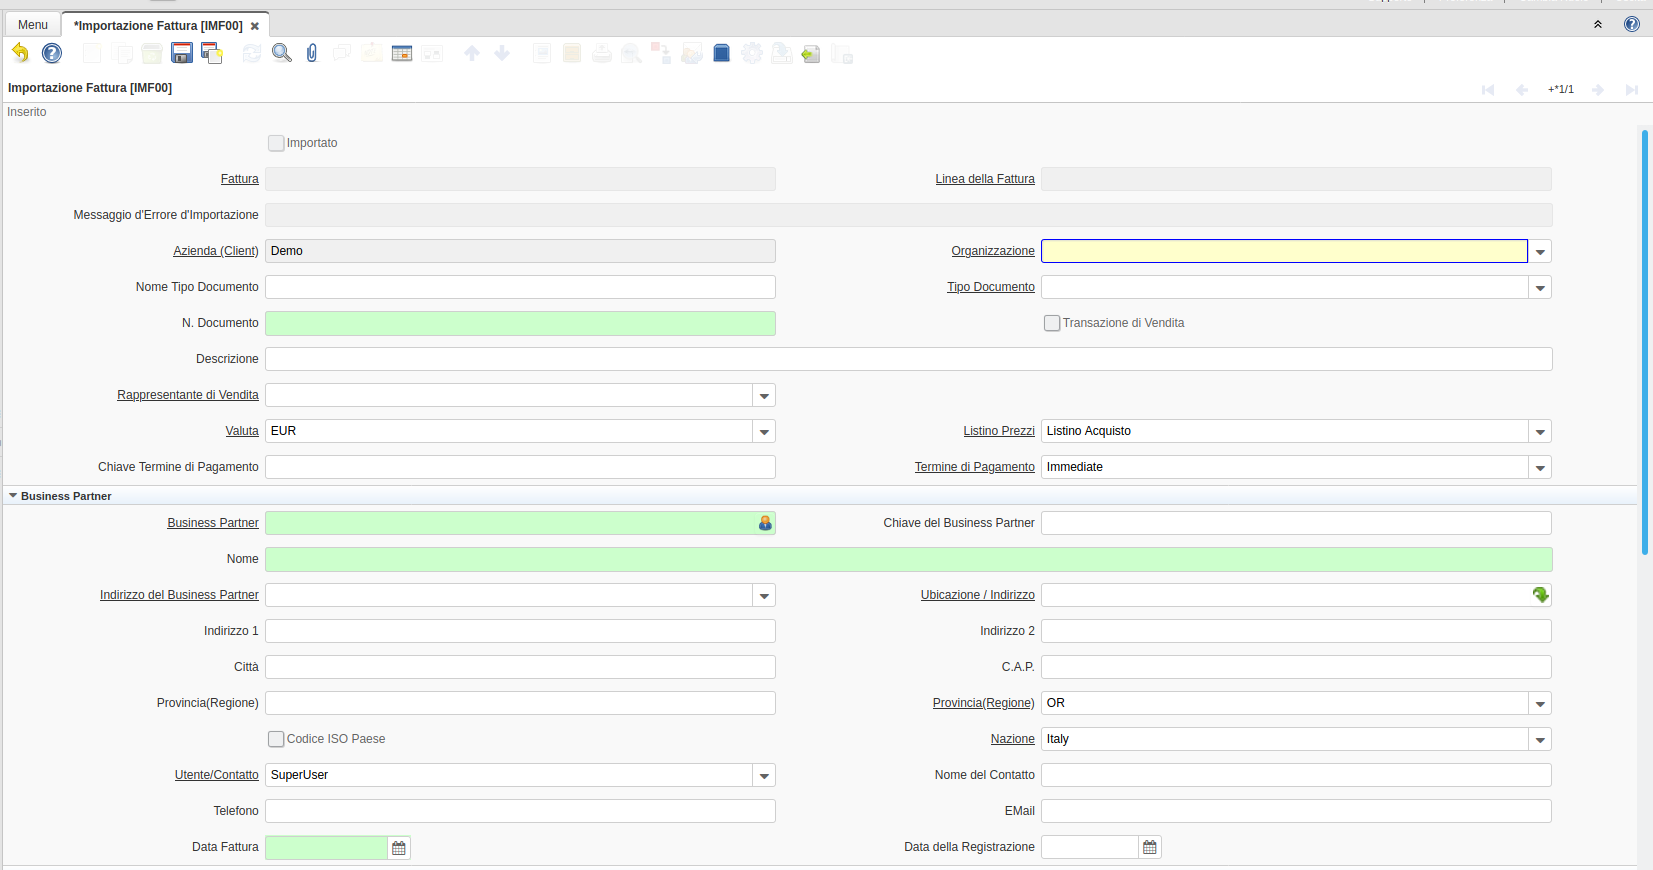 Menu *Importazione Fattura [IMF00]
Importazione Fattura [IMF00] +*1/1
Inserito
Importato
Fattura Linea della Fattura
Messaggio d'Errore d'Importazione
Azienda (Client) Demo Organizzazione
Nome Tipo Documento Tipo Documento
N. Documento Transazione di Vendita
Descrizione
Rappresentante di Vendita
Valuta EUR Listino Prezzi Listino Acquisto
Chiave Termine di Pagamento Termine di Pagamento Immediate
Business Partner
Business Partner Chiave del Business Partner
Nome
Indirizzo del Business Partner Ubicazione / Indirizzo
Indirizzo 1 Indirizzo 2
Città C.A.P.
Provincia(Regione) Provincia(Regione) OR
Codice ISO Paese Nazione Italy
Utente/Contatto SuperUser Nome del Contatto
Telefono EMail
Data Fattura Data della Registrazione